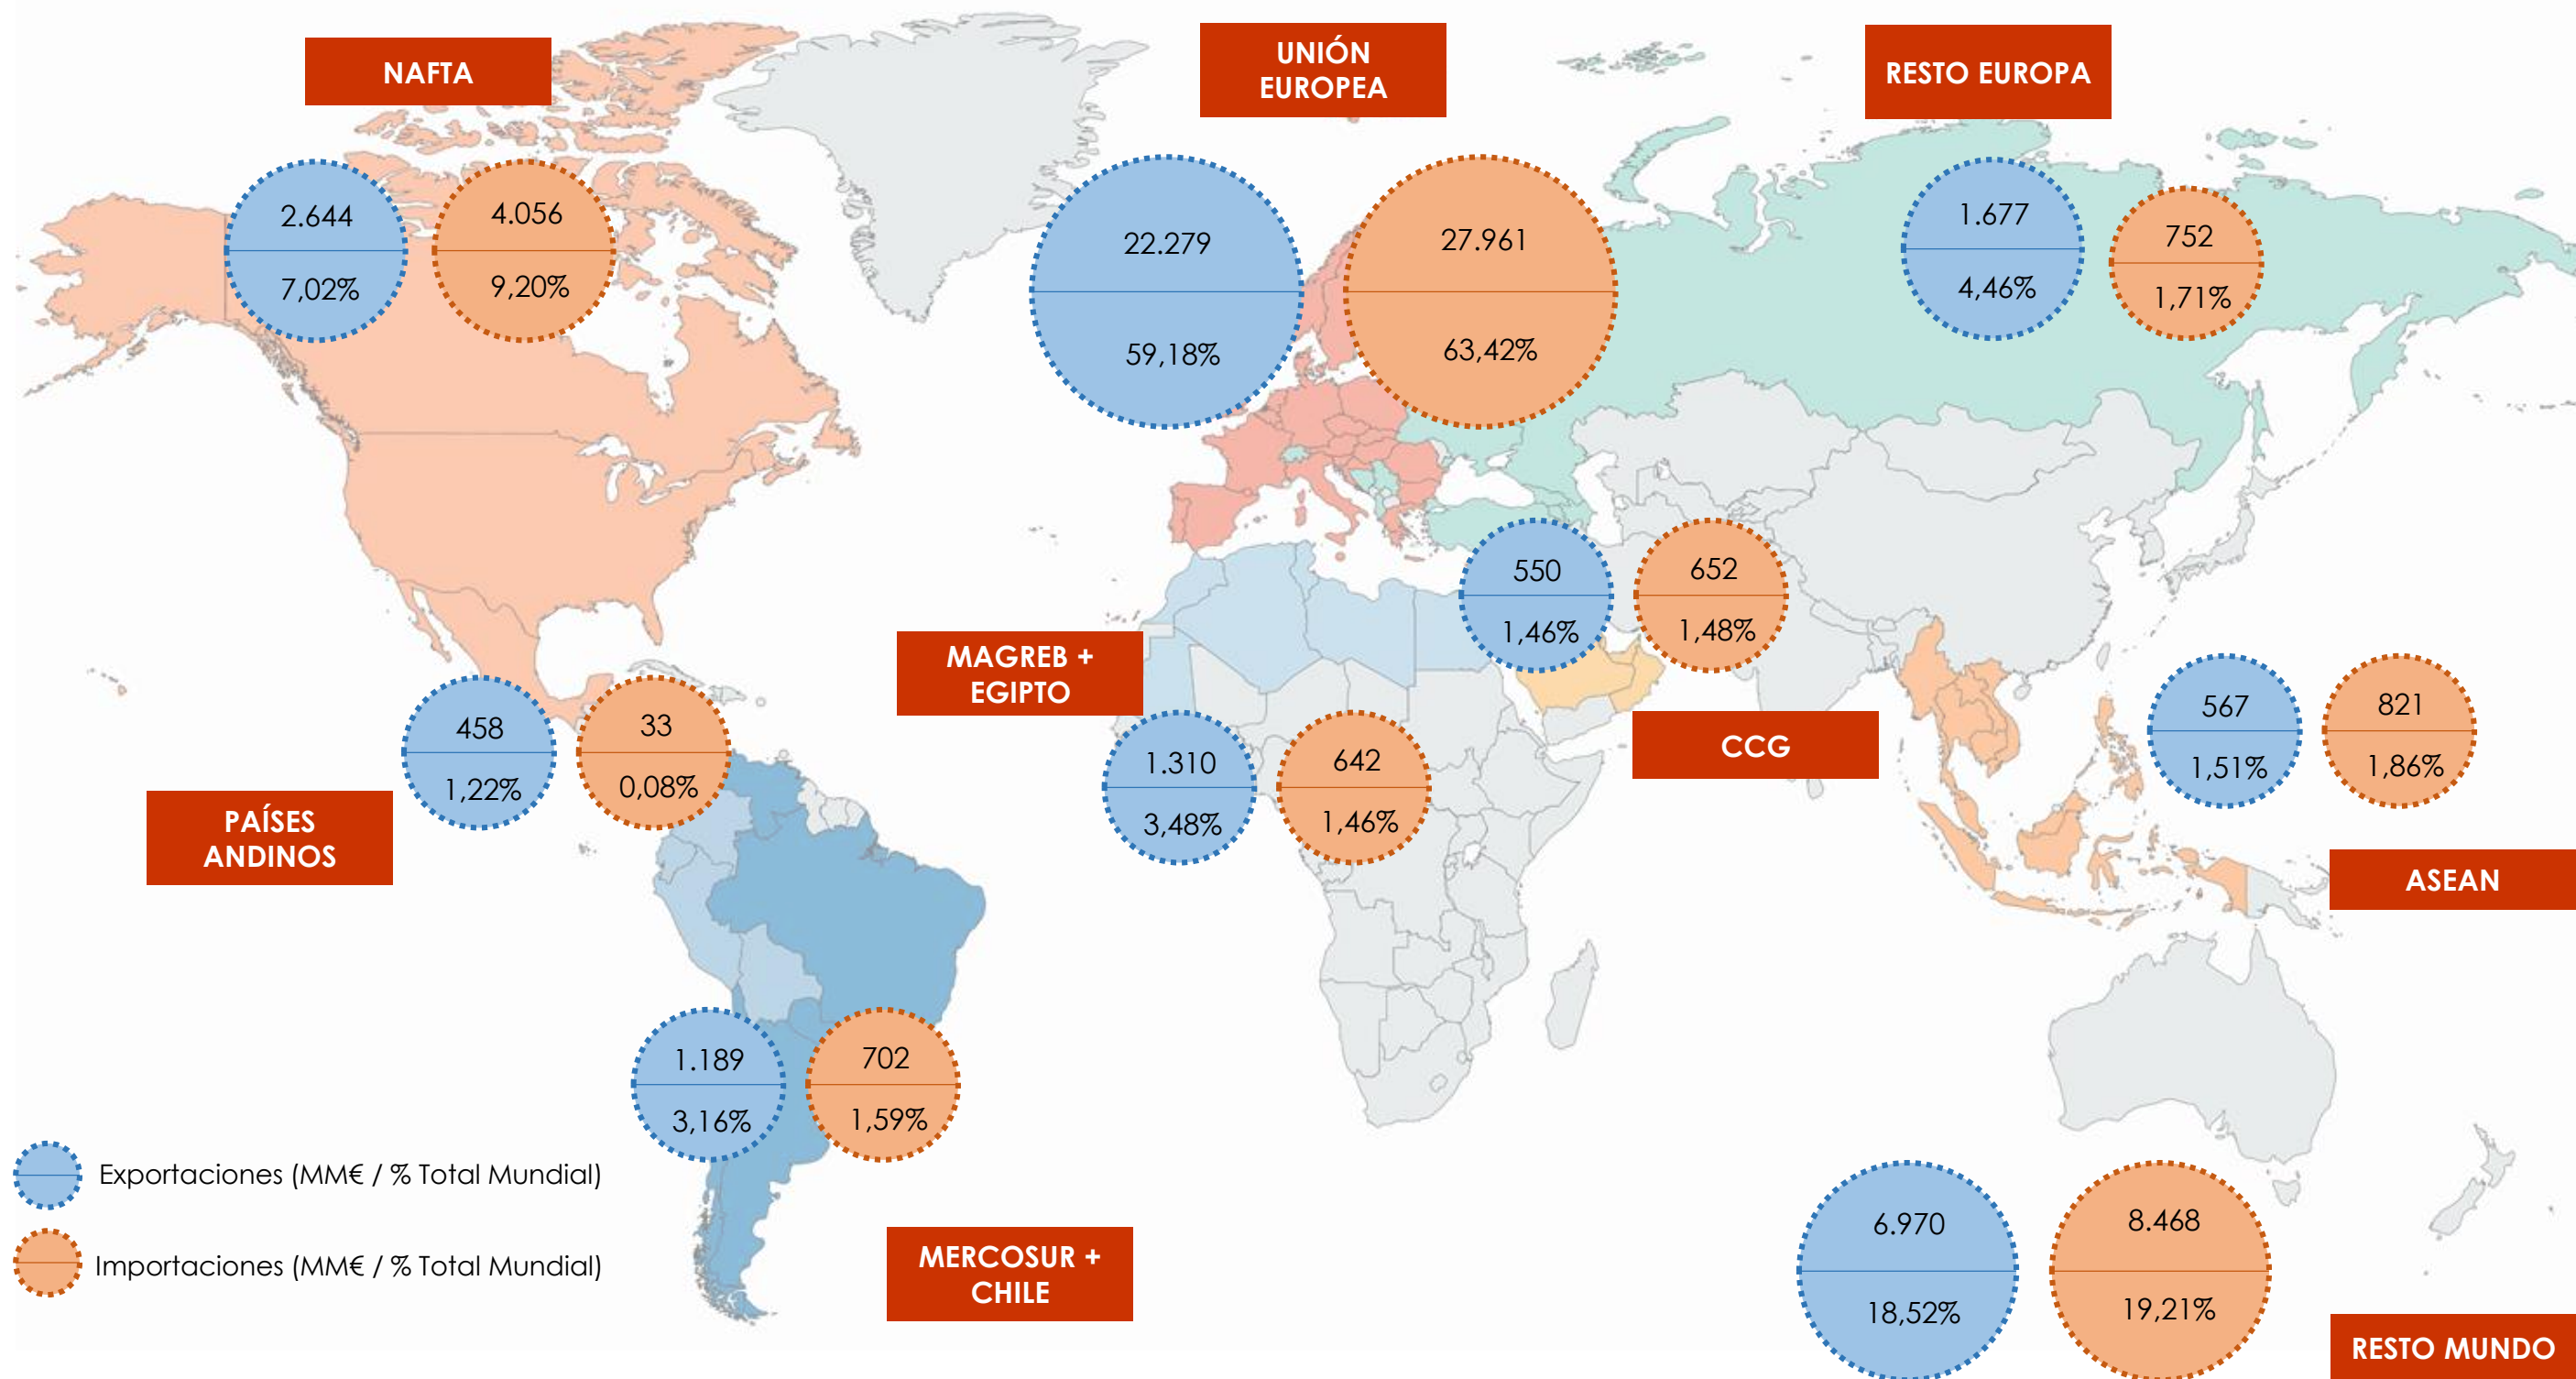 NAFTA
2.644
7,02%
4.056
9,20%
UNIÓN
EUROPEA
22.279
59,18%
27.961
63,42%
RESTO EUROPA
1.677
4,46%
752
1,71%
PAÍSES
ANDINOS
458
1,22%
33
0,08%
MAGREB +
EGIPTO
1.310
3,48%
642
1,46%
550
1,46%
652
1,48%
CCG
567
1,51%
821
1,86%
ASEAN
1.189
3,16%
702
1,59%
MERCOSUR +
CHILE
6.970
18,52%
8.468
19,21%
RESTO MUNDO
Exportaciones (MM€ / % Total Mundial)
Importaciones (MM€ / % Total Mundial)